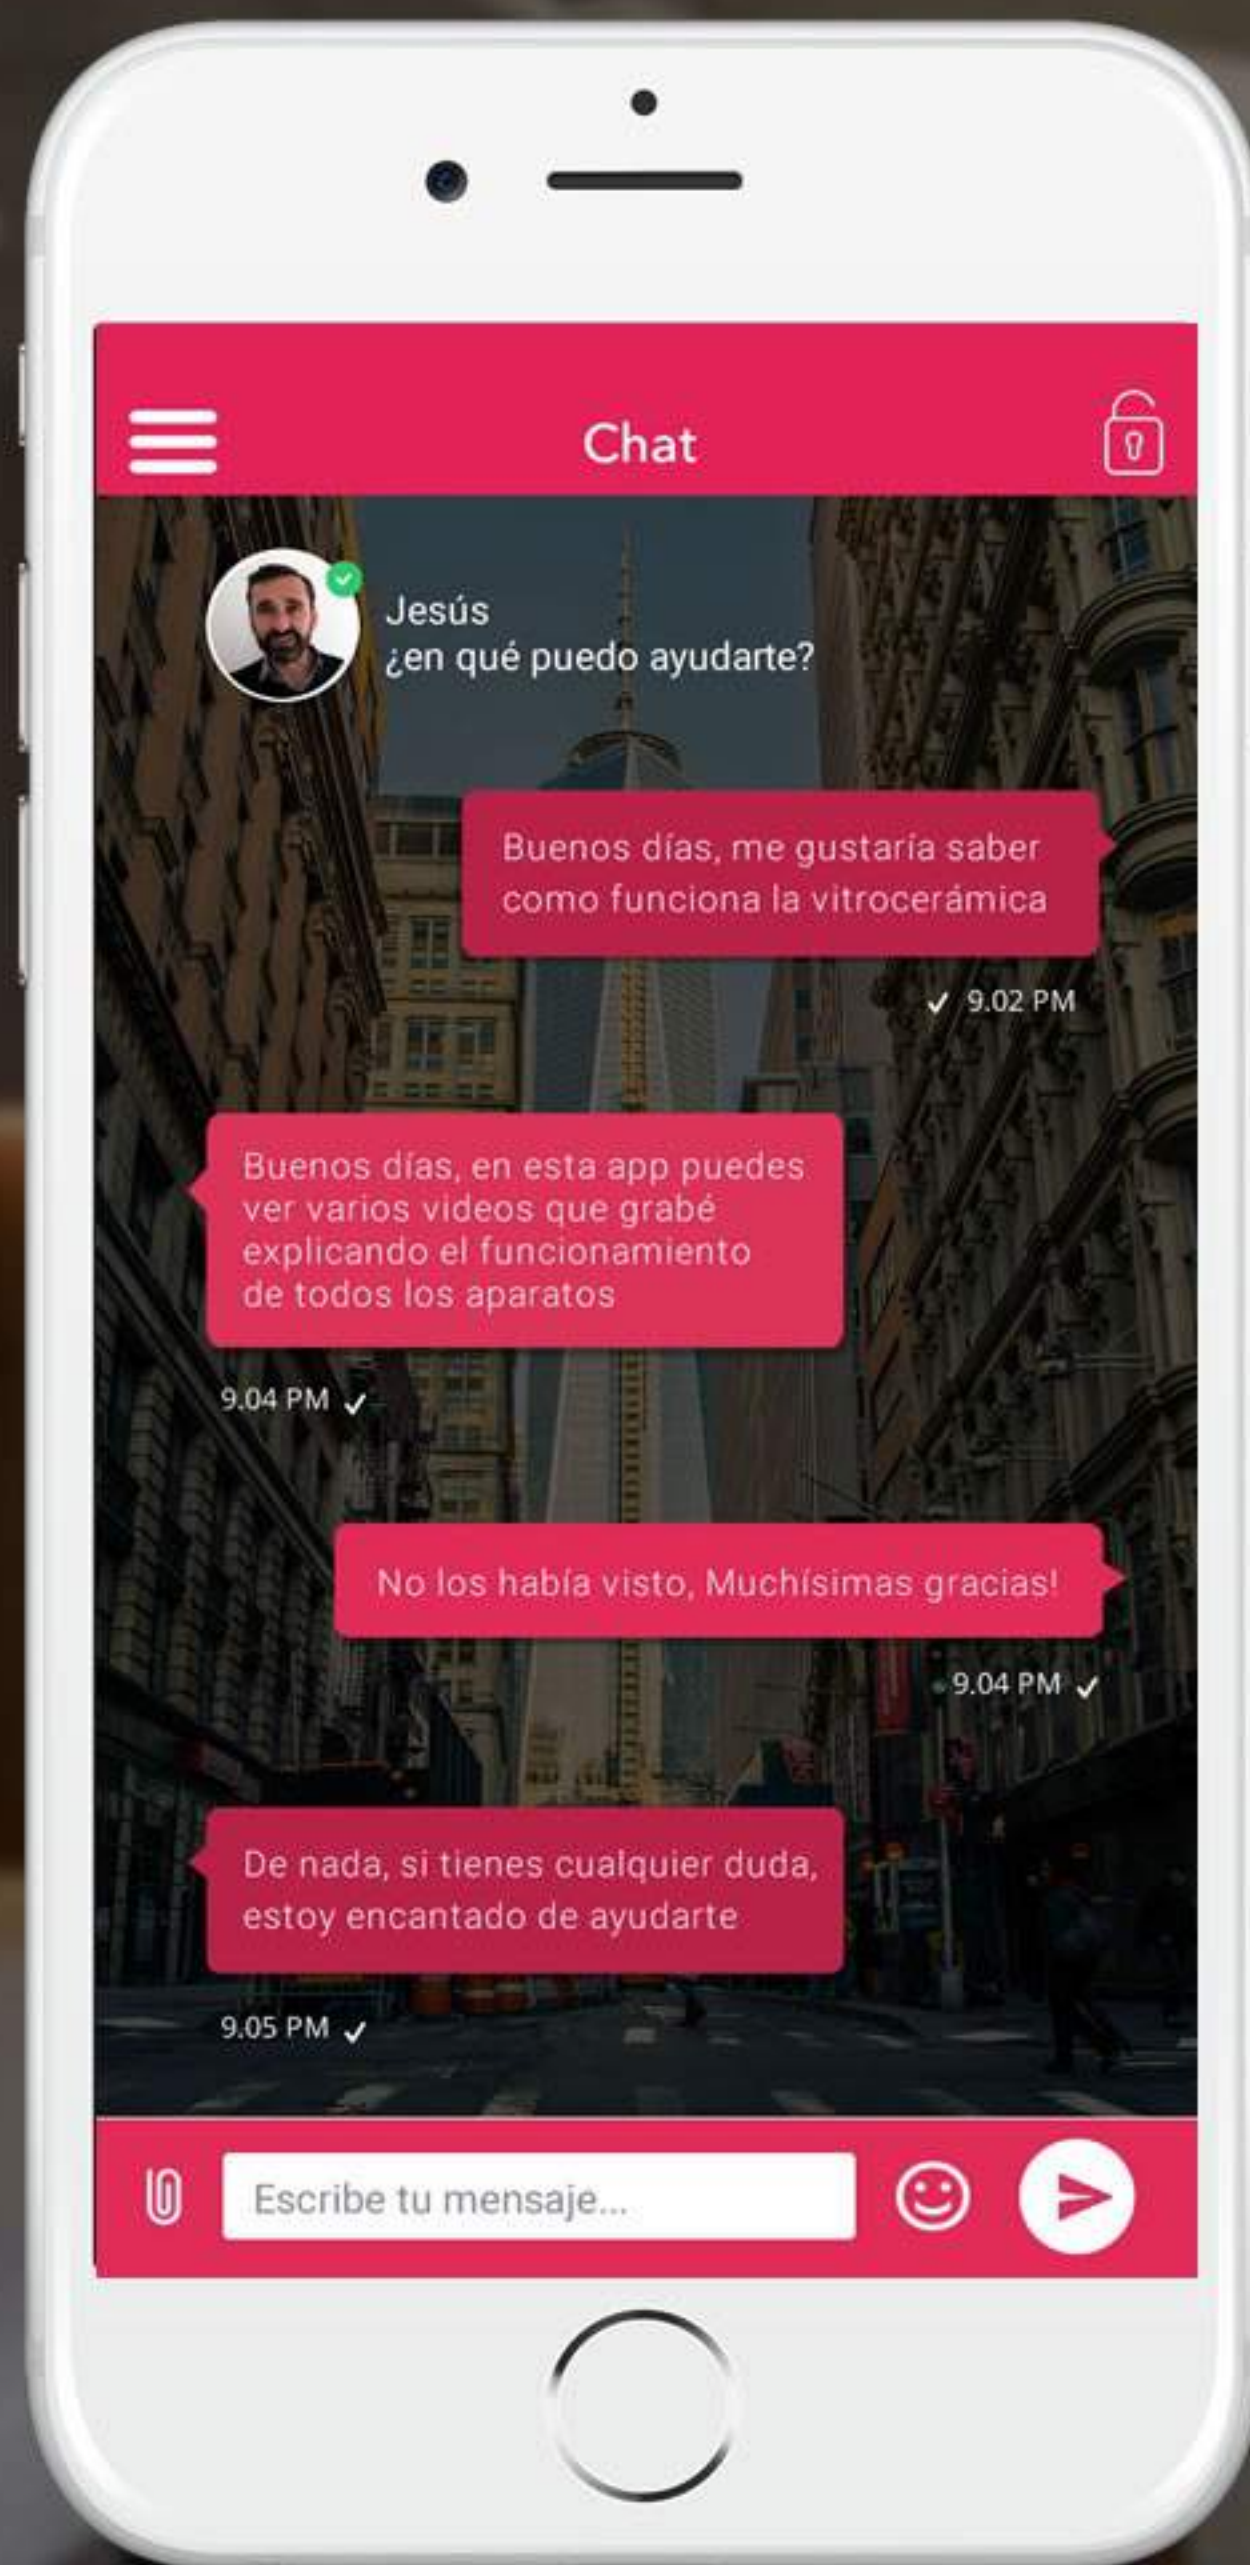 Chat
Jesús
¿en qué puedo ayudarte?
Buenos días, me gustaría saber
como funciona la vitrocerámica
9.02 PM
Buenos días, en esta app puedes
ver varios videos que grabé
explicando el funcionamiento
de todos los aparatos
9.04 PM
No los había visto, Muchísimas gracias!
9.04 PM
De nada, si tienes cualquier duda,
estoy encantado de ayudarte
9.05 PM
Escribe tu mensaje...